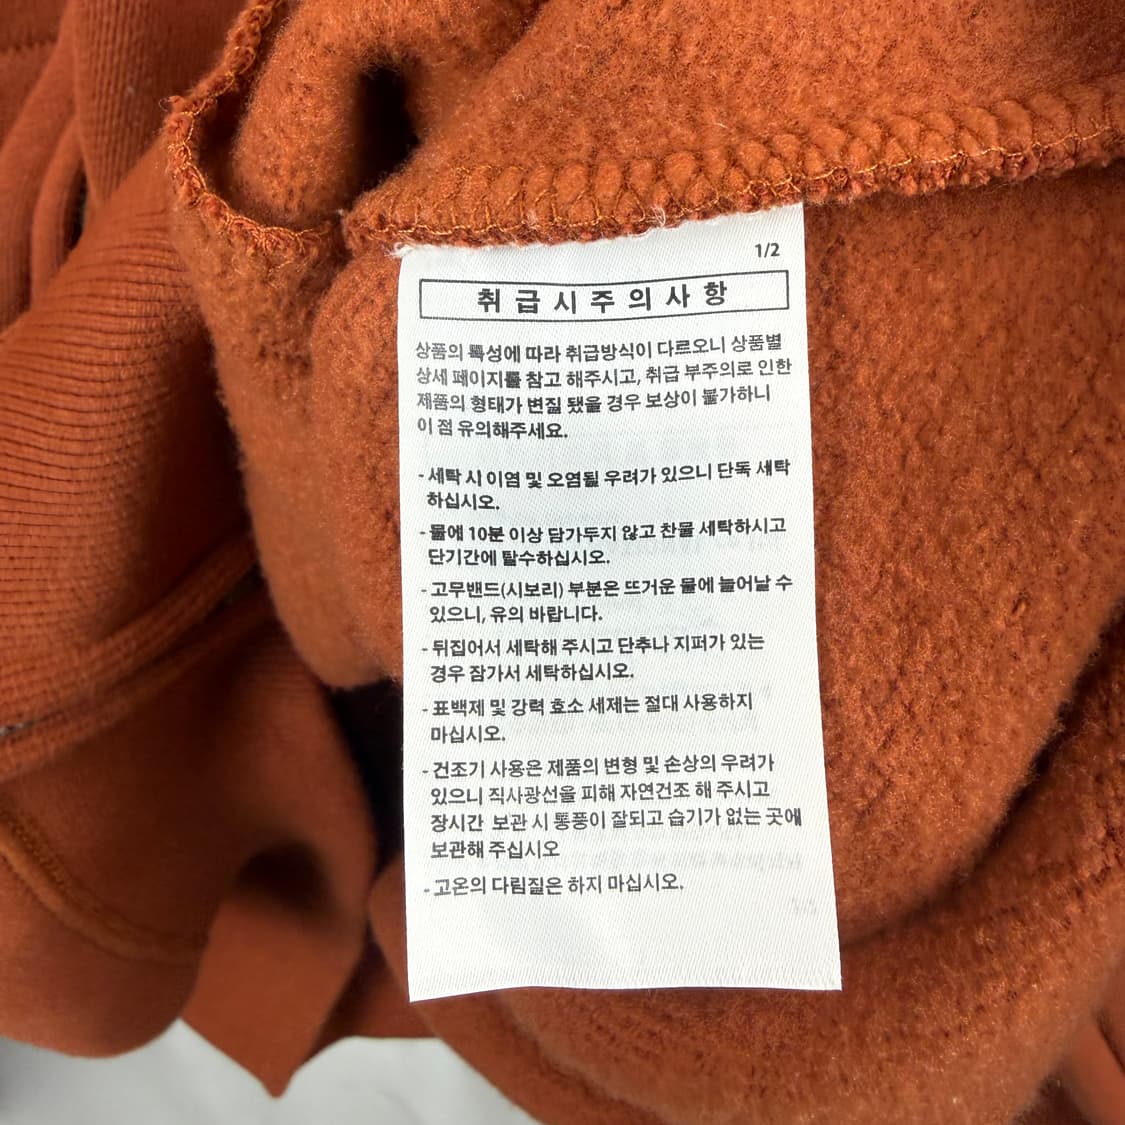 1/2
취급시주의사항
상품의 특성에 따라 취급방식이 다르오니 상품별
상세 페이지를 참고 해주시고, 취급 부주의로 인한
제품의 형태가 변질 됐을 경우 보상이 불가하니
이 점 유의해주세요.
- 세탁 시 이염 및 오염될 우려가 있으니 단독 세탁
하십시오.
- 물에 10분 이상 담가두지 않고 찬물 세탁하시고
단기간에 탈수하십시오.
- 고무밴드(시보리) 부분은 뜨거운 물에 늘어날 수
있으니, 유의 바랍니다.
- 뒤집어서 세탁해 주시고 단추나 지퍼가 있는
경우 잠가서 세탁하십시오.
- 표백제 및 강력 효소 세제는 절대 사용하지
마십시오.
- 건조기 사용은 제품의 변형 및 손상의 우려가
있으니 직사광선을 피해 자연건조 해 주시고
장시간 보관 시 통풍이 잘되고 습기가 없는 곳에
보관해 주십시오
- 고온의 다림질은 하지 마십시오.